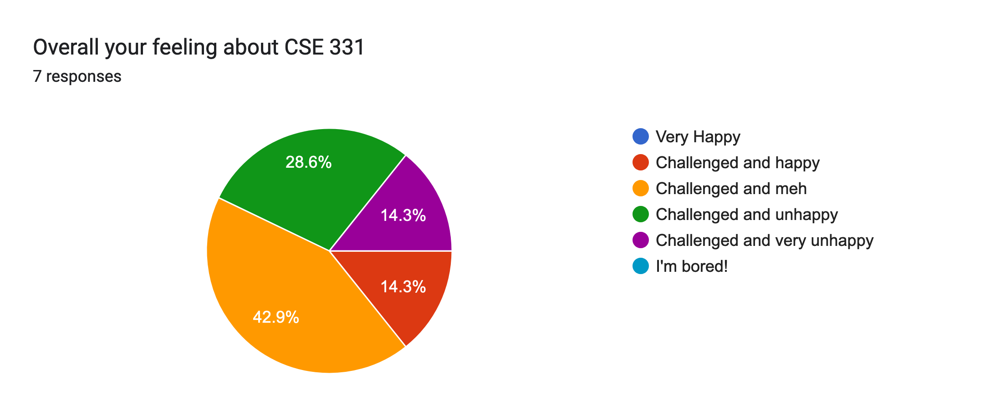 Overall your feeling about CSE 331
7 responses
28.6%
14.3%
14.3%
42.9%
Very Happy
Challenged and happy
Challenged and meh
Challenged and unhappy
Challenged and very unhappy
I'm bored!